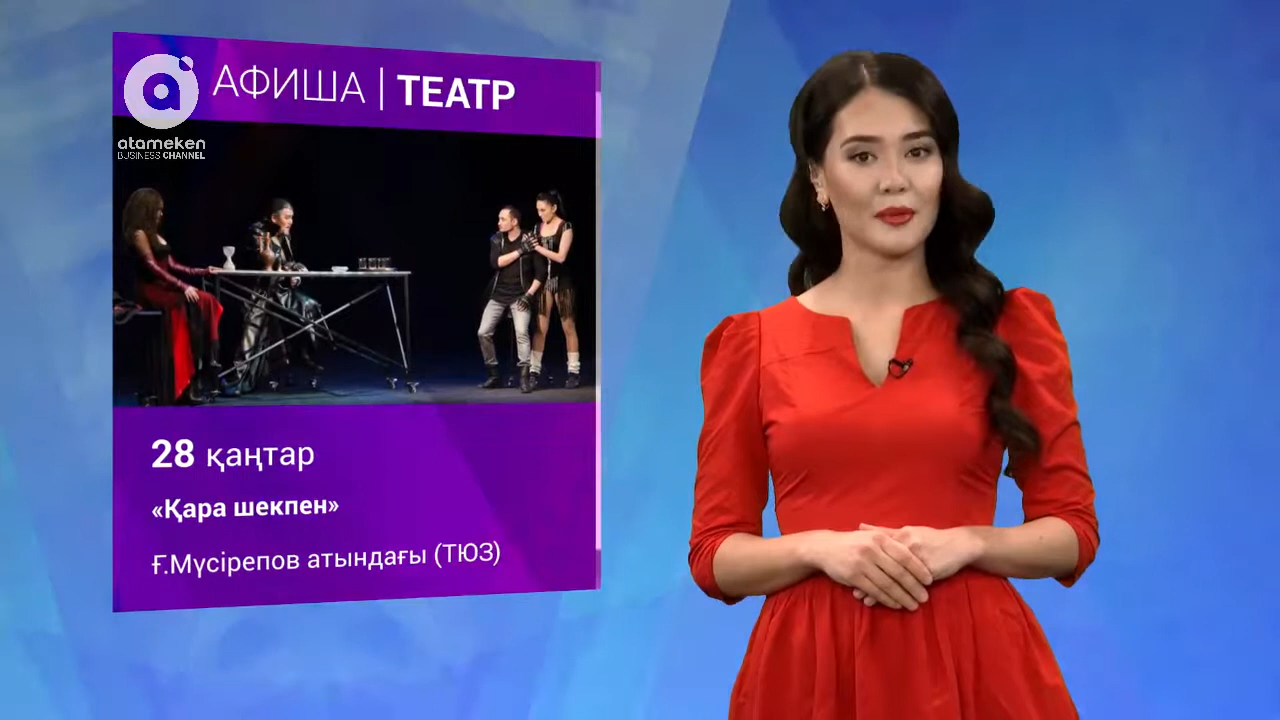 АФИША | ТЕАТР
atameken
BUSINESS CHANNEL
28 қаңтар
«Қара шекпен»
Ғ.Мүсірепов атындағы (ТЮЗ)